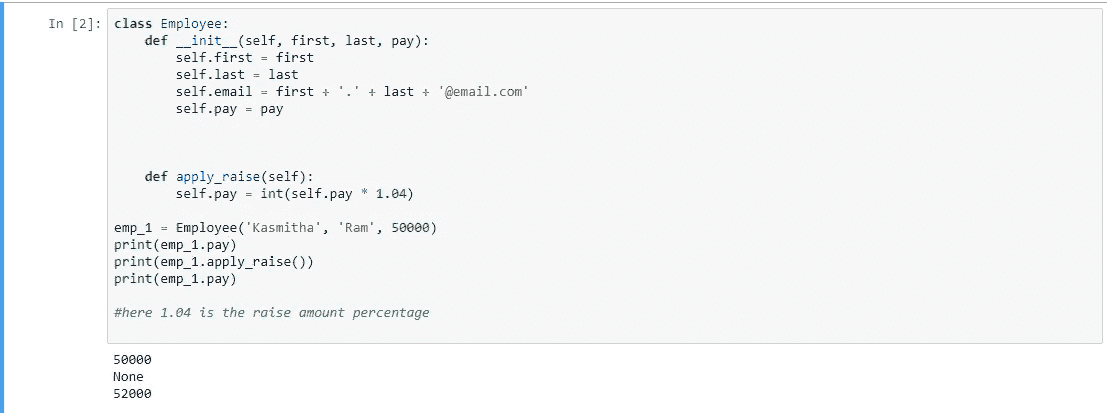 In [2]: class Employee:
    def __init__(self, first, last, pay):
        self.first = first
        self.last = last
        self.email = first + '.' + last + '@email.com'
        self.pay = pay
    def apply_raise(self):
        self.pay = int(self.pay * 1.04)
emp_1 = Employee('Kasmitha', 'Ram', 50000)
print(emp_1.pay)
print(emp_1.apply_raise())
print(emp_1.pay)
#here 1.04 is the raise amount percentage
50000
None
52000